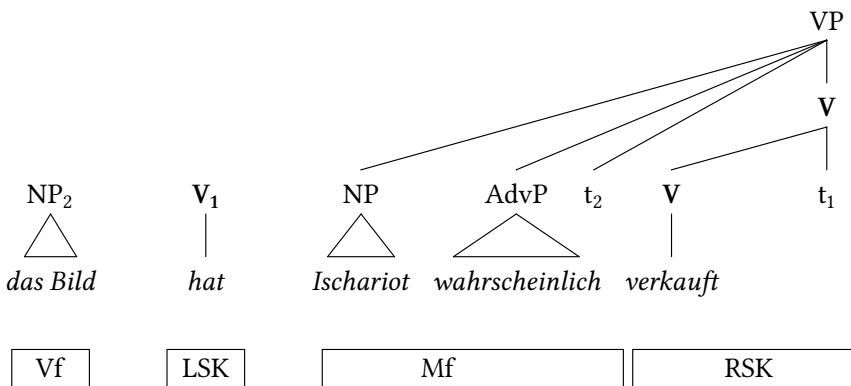 VP
V
NP₂ V₁ NP AdvP t₂ V t₁
das Bild hat Ischariot wahrscheinlich verkauft
Vf LSK Mf RSK